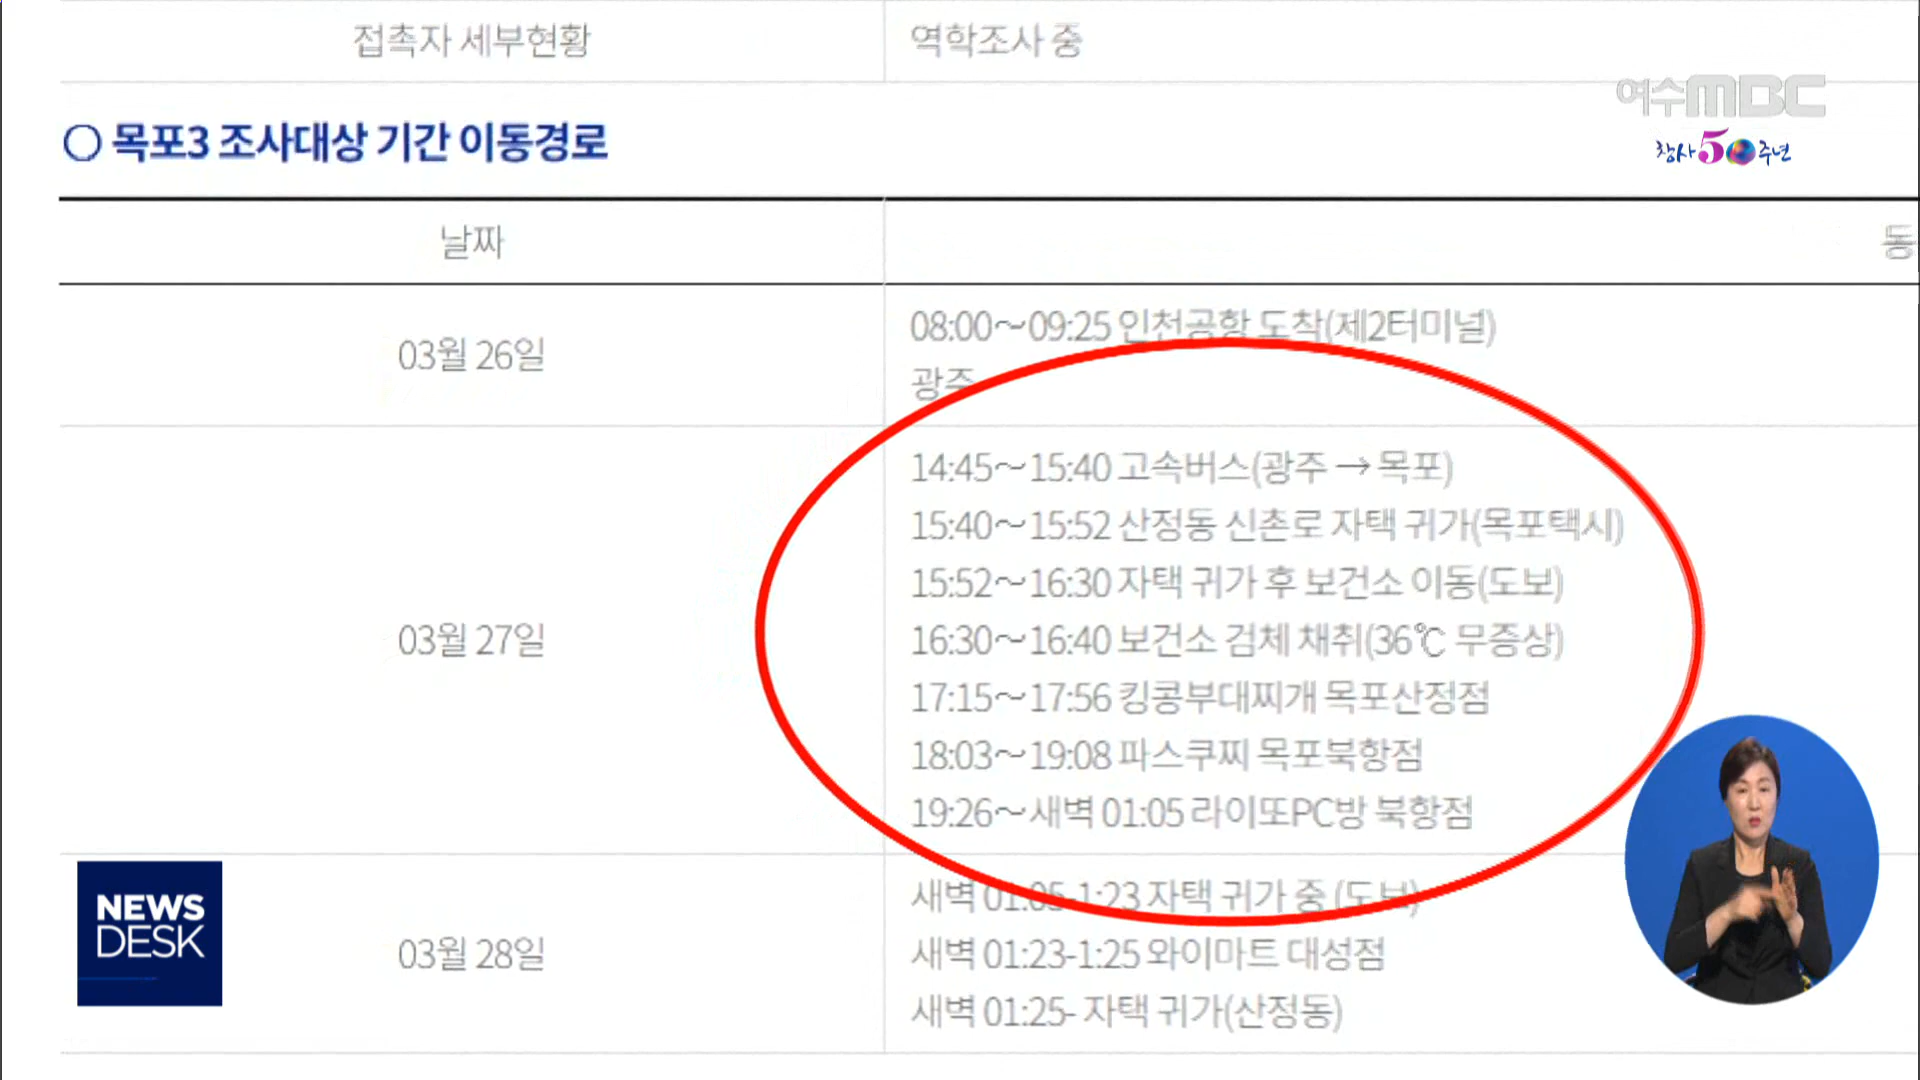 접촉자 세부현황
역학조사 중
여수MBC
창사50주년
○ 목포3 조사대상 기간 이동경로
날짜
동
03월 26일
08:00~09:25 인천공항 도착(제2터미널)
광주
03월 27일
14:45~15:40 고속버스(광주 → 목포)
15:40~15:52 산정동 신촌로 자택 귀가(목포택시)
15:52~16:30 자택 귀가 후 보건소 이동(도보)
16:30~16:40 보건소 검체 채취(36℃ 무증상)
17:15~17:56 킹콩부대찌개 목포산정점
18:03~19:08 파스쿠찌 목포북항점
19:26~새벽 01:05 라이또PC방 북항점
03월 28일
새벽 01:05-1:23 자택 귀가 중 (도보)
새벽 01:23-1:25 와이마트 대성점
새벽 01:25- 자택 귀가(산정동)
NEWS
DESK